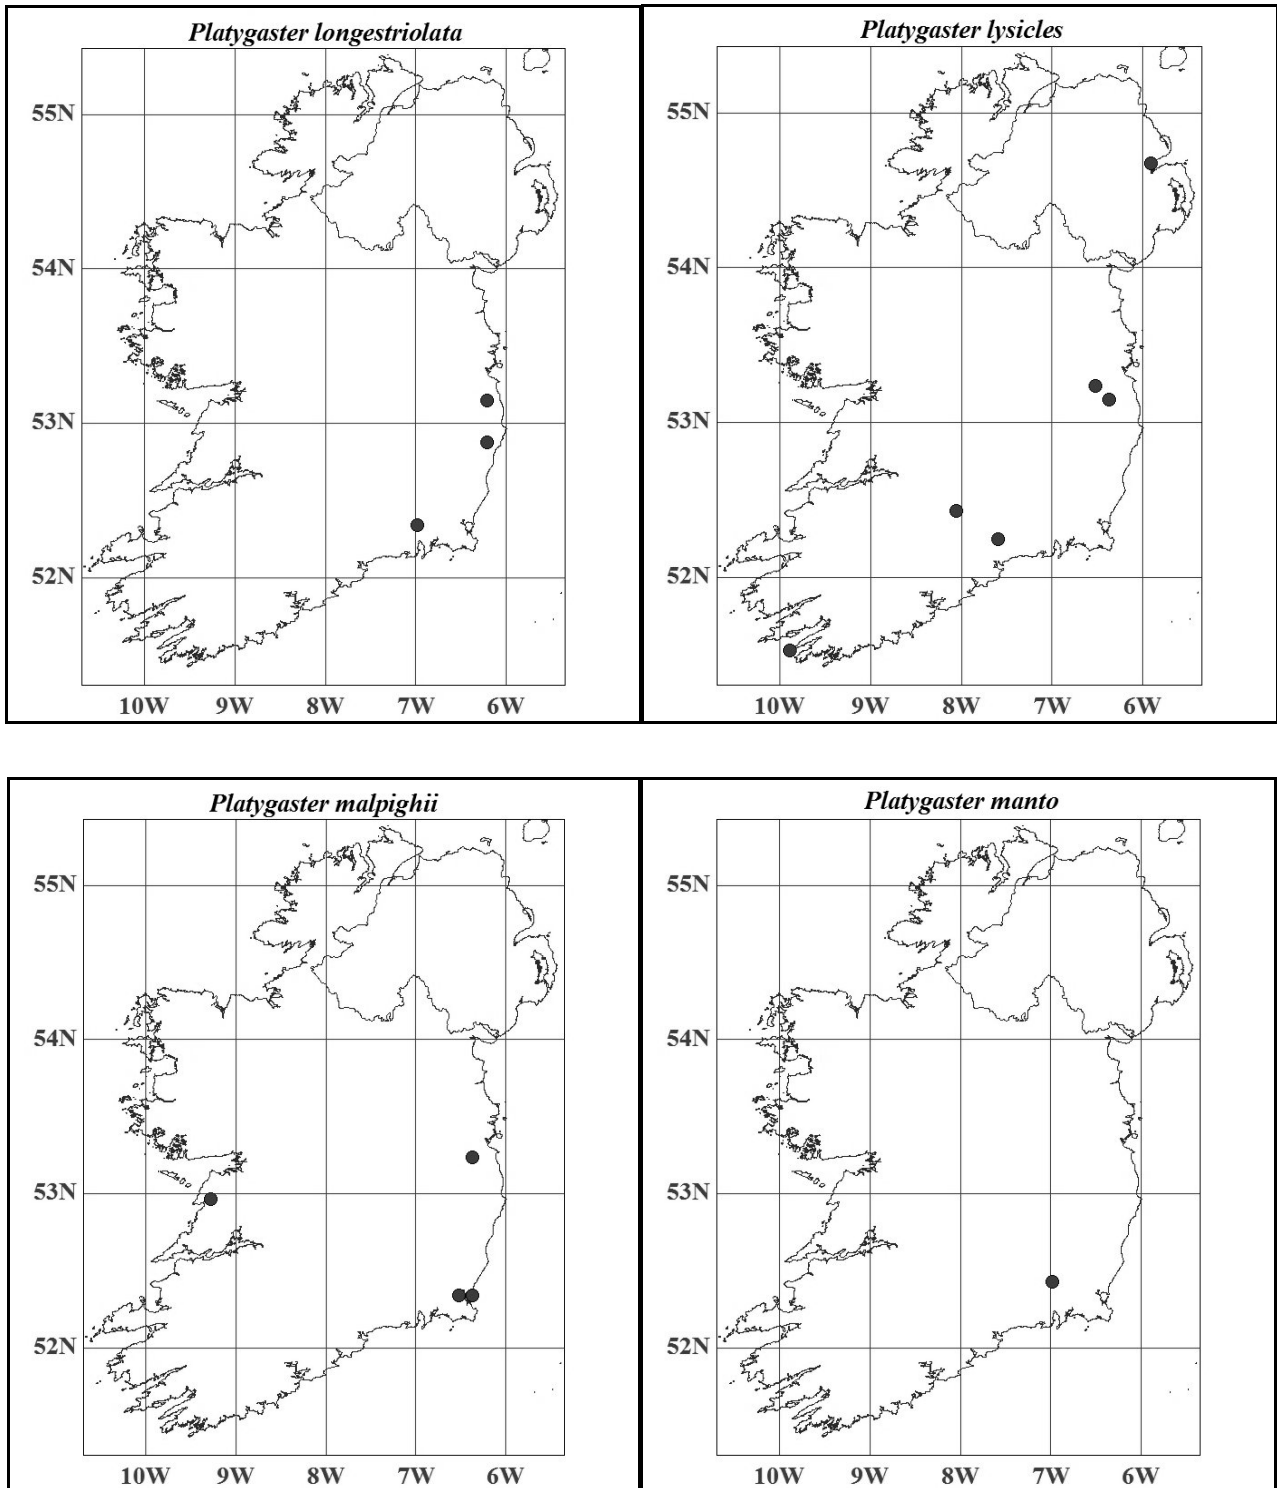 Platygaster longestriolata
55N
54N
53N
52N
10W 9W 8W 7W 6W
Platygaster lysicles
55N
54N
53N
52N
10W 9W 8W 7W 6W
Platygaster malpighii
55N
54N
53N
52N
10W 9W 8W 7W 6W
Platygaster manto
55N
54N
53N
52N
10W 9W 8W 7W 6W